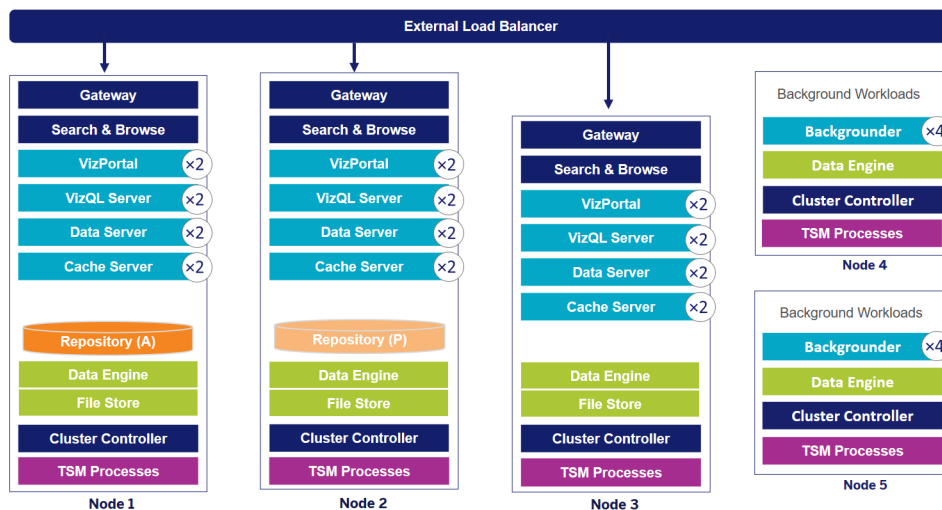 External Load Balancer
Gateway
Search & Browse
VizPortal ×2
VizQL Server ×2
Data Server ×2
Cache Server ×2
Repository (A)
Data Engine
File Store
Cluster Controller
TSM Processes
Node 1
Gateway
Search & Browse
VizPortal ×2
VizQL Server ×2
Data Server ×2
Cache Server ×2
Repository (P)
Data Engine
File Store
Cluster Controller
TSM Processes
Node 2
Gateway
Search & Browse
VizPortal ×2
VizQL Server ×2
Data Server ×2
Cache Server ×2
Data Engine
File Store
Cluster Controller
TSM Processes
Node 3
Background Workloads
Backgrounder ×4
Data Engine
Cluster Controller
TSM Processes
Node 4
Background Workloads
Backgrounder ×4
Data Engine
Cluster Controller
TSM Processes
Node 5